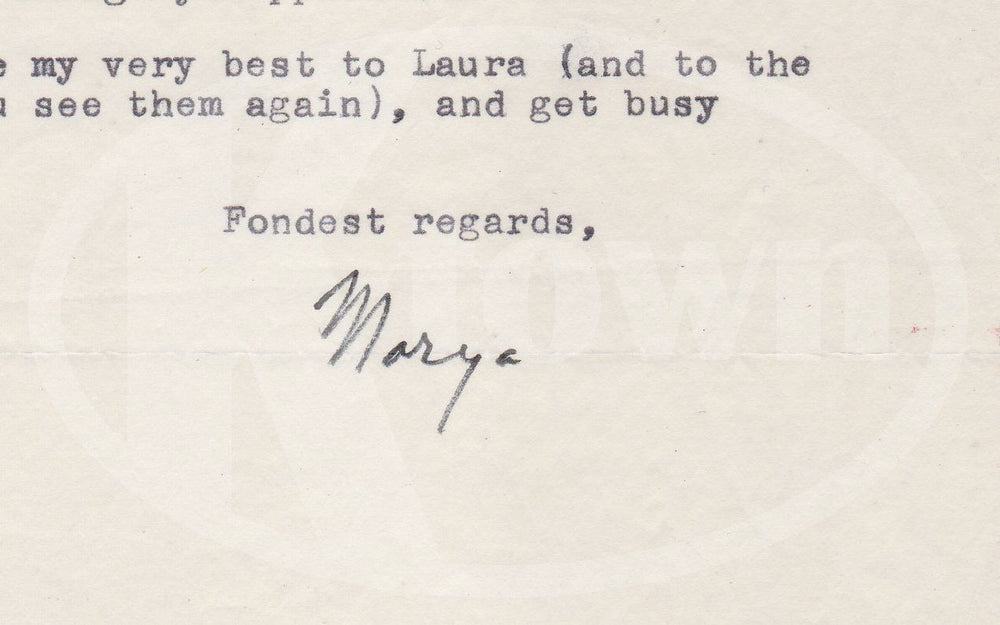 my very best to Laura (and to the
see them again), and get busy
Fondest regards,
Marya